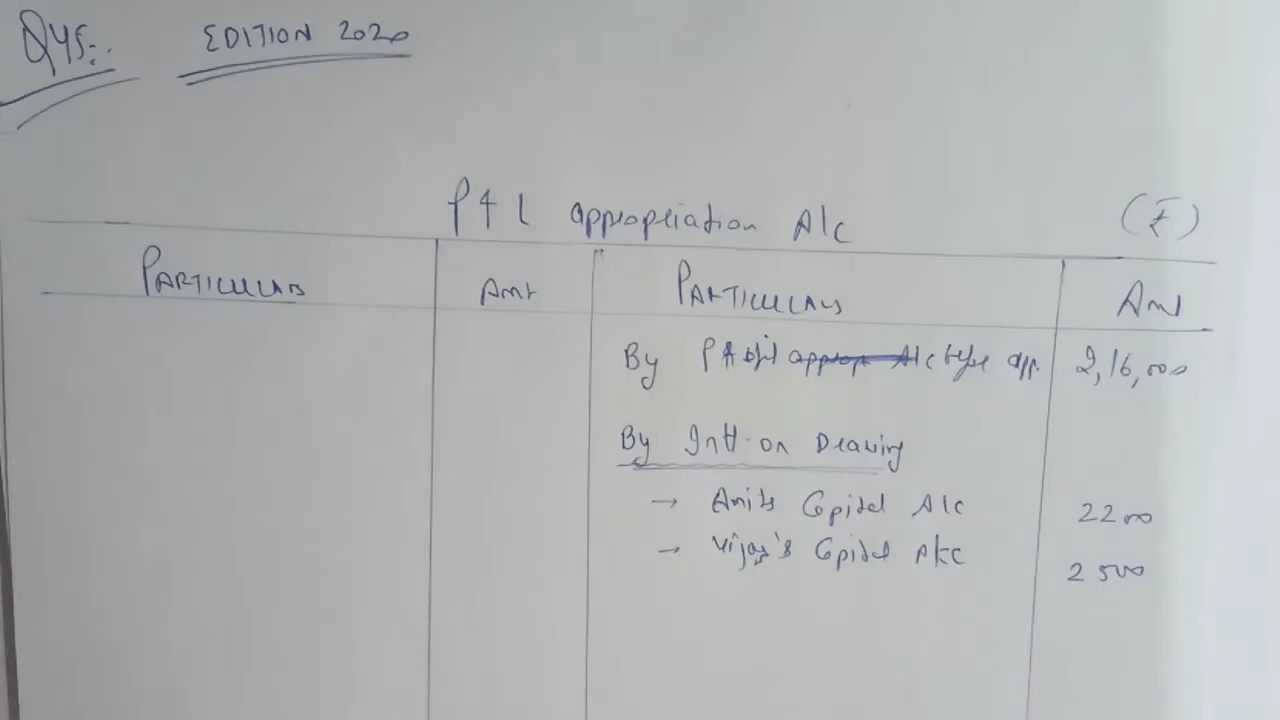 Q45:-
EDITION 2020
P & L appropriation A/c (₹)
PARTICULARS Amt PARTICULARS Amt
By Profit approp A/c before app. 2,16,000
By Intt. on Drawing
→ Amit's Capital A/c 2200
→ Vijay's Capital A/c 2500